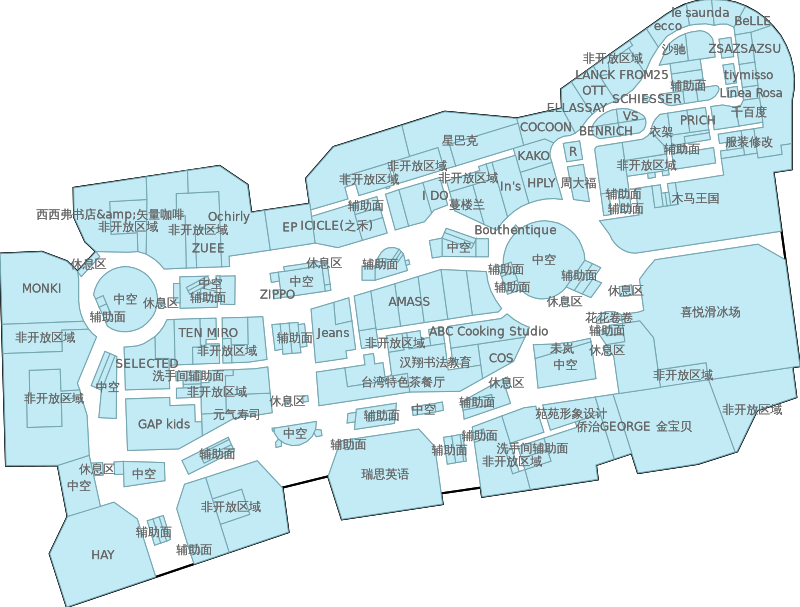 le saunda
BeLLE
ecco
沙驰
ZSAZSAZSU
非开放区域
LANCK FROM25
tiymisso
OTT
辅助面
Linea Rosa
SCHIESSER
ELLASSAY
VS
千百度
COCOON
BENRICH
衣架
PRICH
星巴克
服装修改
KAKO
R
辅助面
非开放区域
非开放区域
非开放区域
非开放区域
In's
HPLY
周大福
I DO
辅助面
蔓楼兰
辅助面
木马王国
辅助面
西西弗书店&amp;矢量咖啡
Ochirly
非开放区域
非开放区域
EP
ICICLE(之禾)
Bouthentique
ZUEE
中空
中空
休息区
休息区
辅助面
辅助面
辅助面
MONKI
中空
中空
辅助面
休息区
中空
休息区
辅助面
ZIPPO
AMASS
休息区
喜悦滑冰场
辅助面
花花卷卷
非开放区域
TEN MIRO
辅助面
Jeans
ABC Cooking Studio
辅助面
非开放区域
非开放区域
未岚
休息区
SELECTED
汉翔书法教育
COS
中空
洗手间
辅助面
非开放区域
中空
非开放区域
台湾特色茶餐厅
休息区
非开放区域
休息区
元气寿司
辅助面
中空
辅助面
苑苑形象设计
非开放区域
GAP kids
中空
辅助面
辅助面
侨治GEORGE
金宝贝
辅助面
辅助面
洗手间
辅助面
非开放区域
休息区
中空
中空
瑞思英语
非开放区域
辅助面
辅助面
HAY